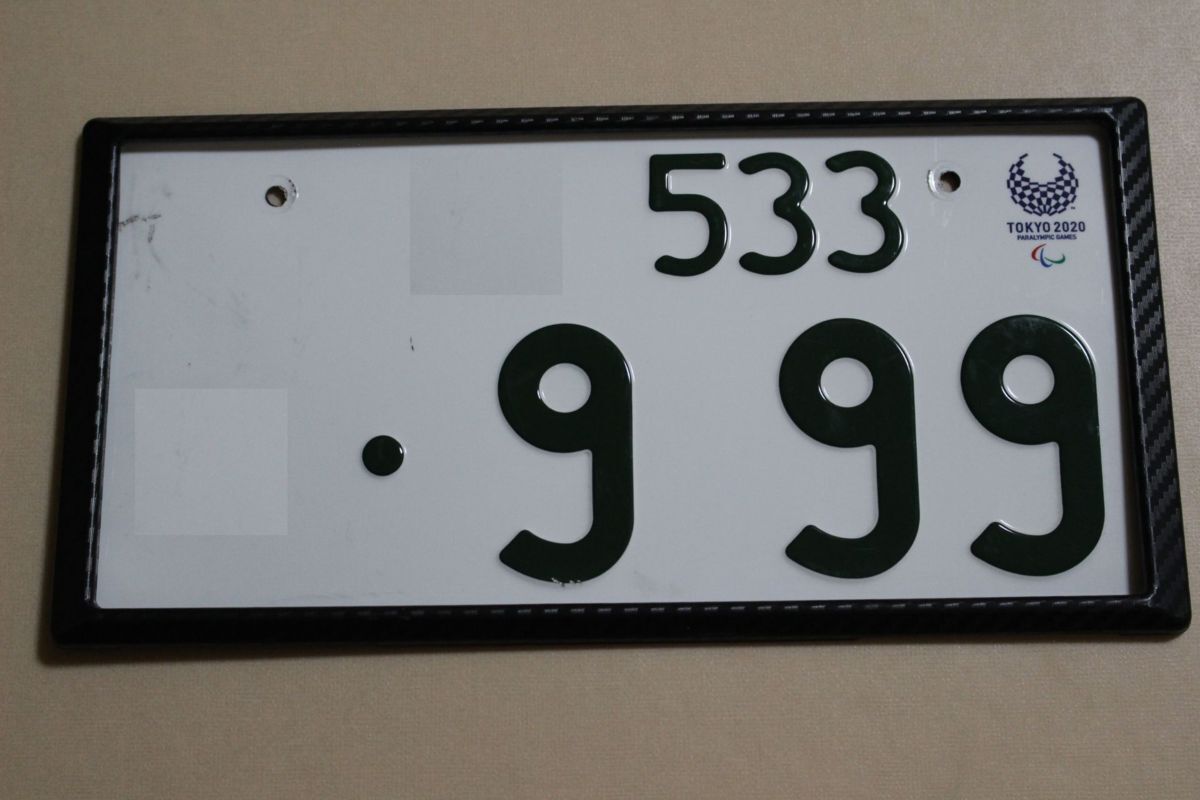 533
TOKYO 2020
PARALYMPIC GAMES
・9 99